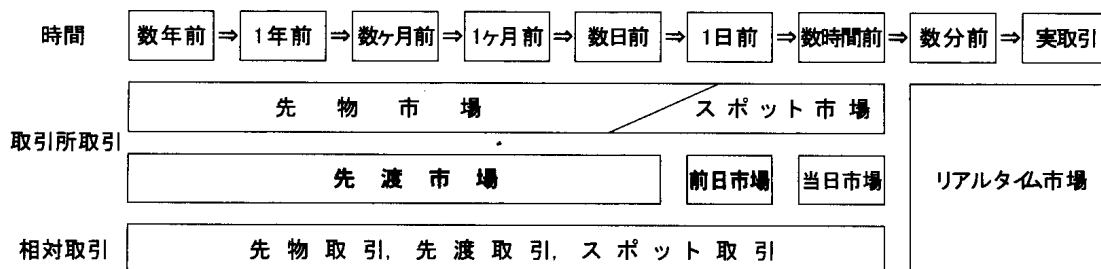 時間 数年前 ⇒ 1年前 ⇒ 数ヶ月前 ⇒ 1ヶ月前 ⇒ 数日前 ⇒ 1日前 ⇒ 数時間前 ⇒ 数分前 ⇒ 実取引
先物市場 スポット市場
取引所取引
先渡市場 前日市場 当日市場 リアルタイム市場
相対取引 先物取引, 先渡取引, スポット取引